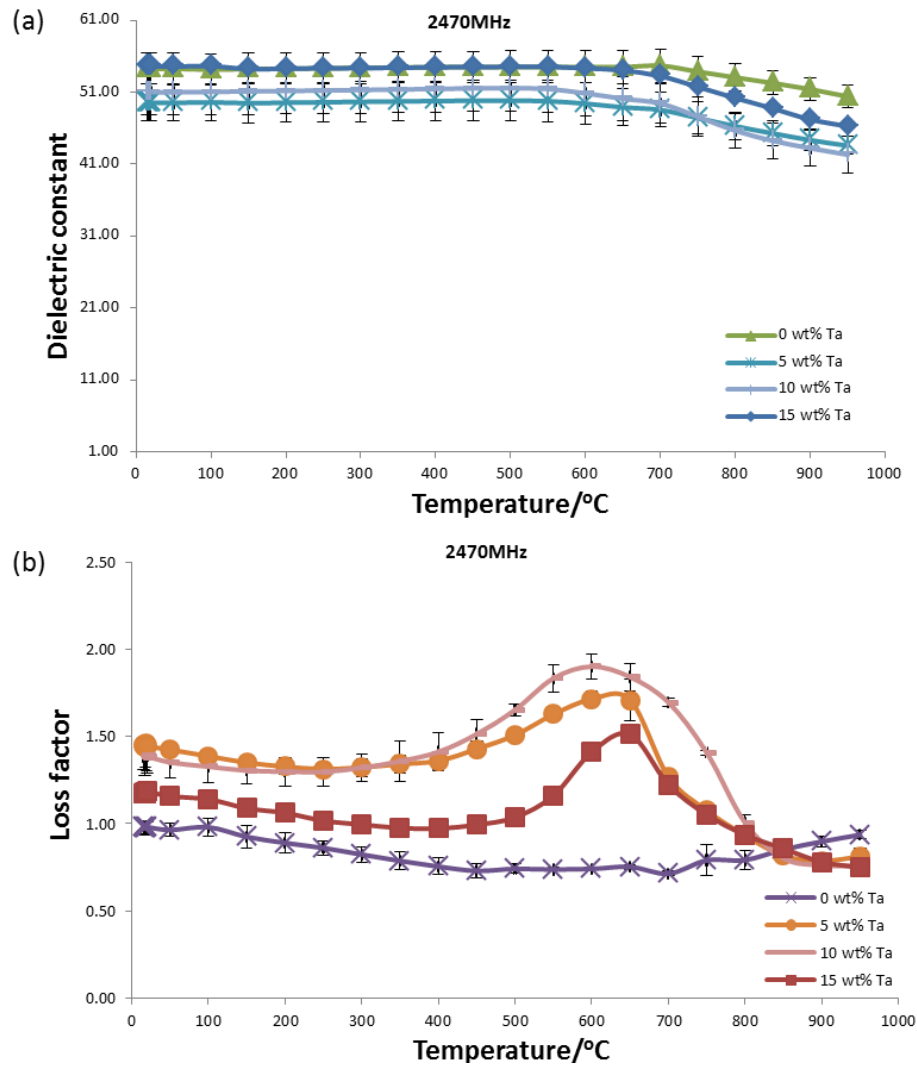 (a)
2470MHz
61.00
51.00
41.00
31.00
21.00
11.00
1.00
Dielectric constant
0 wt% Ta
5 wt% Ta
10 wt% Ta
15 wt% Ta
0 100 200 300 400 500 600 700 800 900 1000
Temperature/°C
(b)
2470MHz
2.50
2.00
1.50
1.00
0.50
0.00
Loss factor
0 wt% Ta
5 wt% Ta
10 wt% Ta
15 wt% Ta
0 100 200 300 400 500 600 700 800 900 1000
Temperature/°C